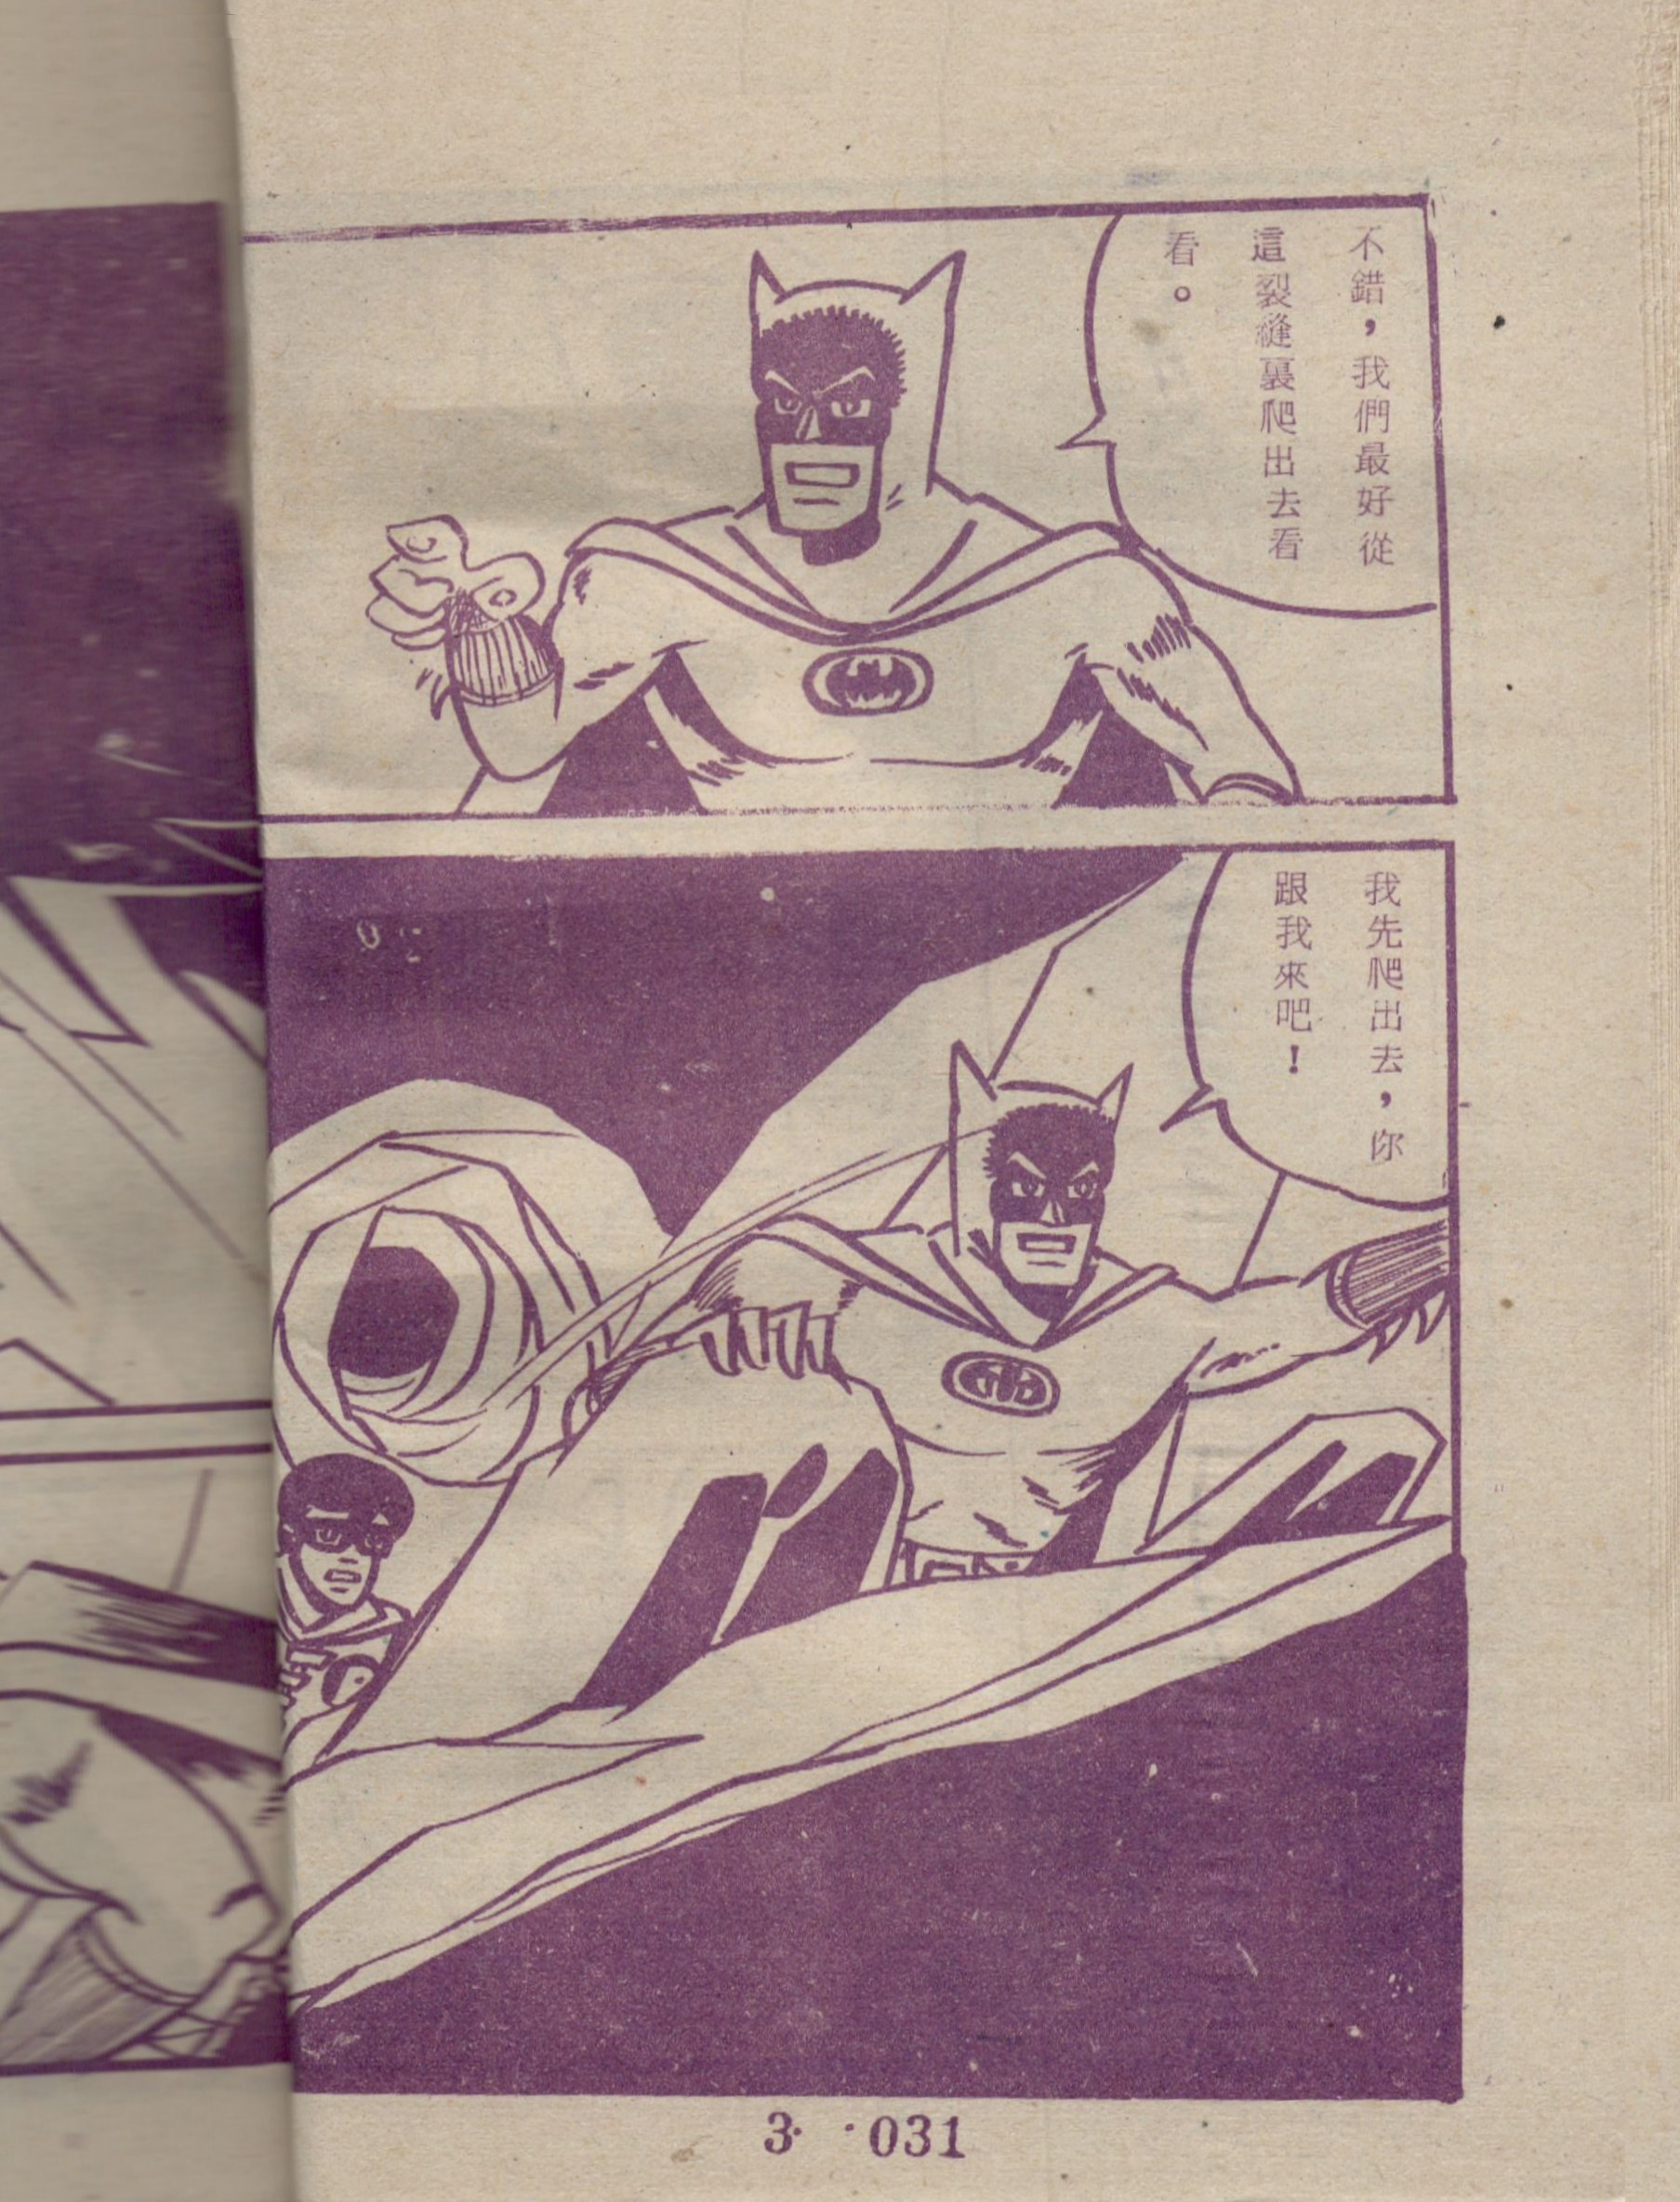 不錯，我們最好從
這裂縫裏爬出去看
看。
我先爬出去，你
跟我來吧！
3 · 031